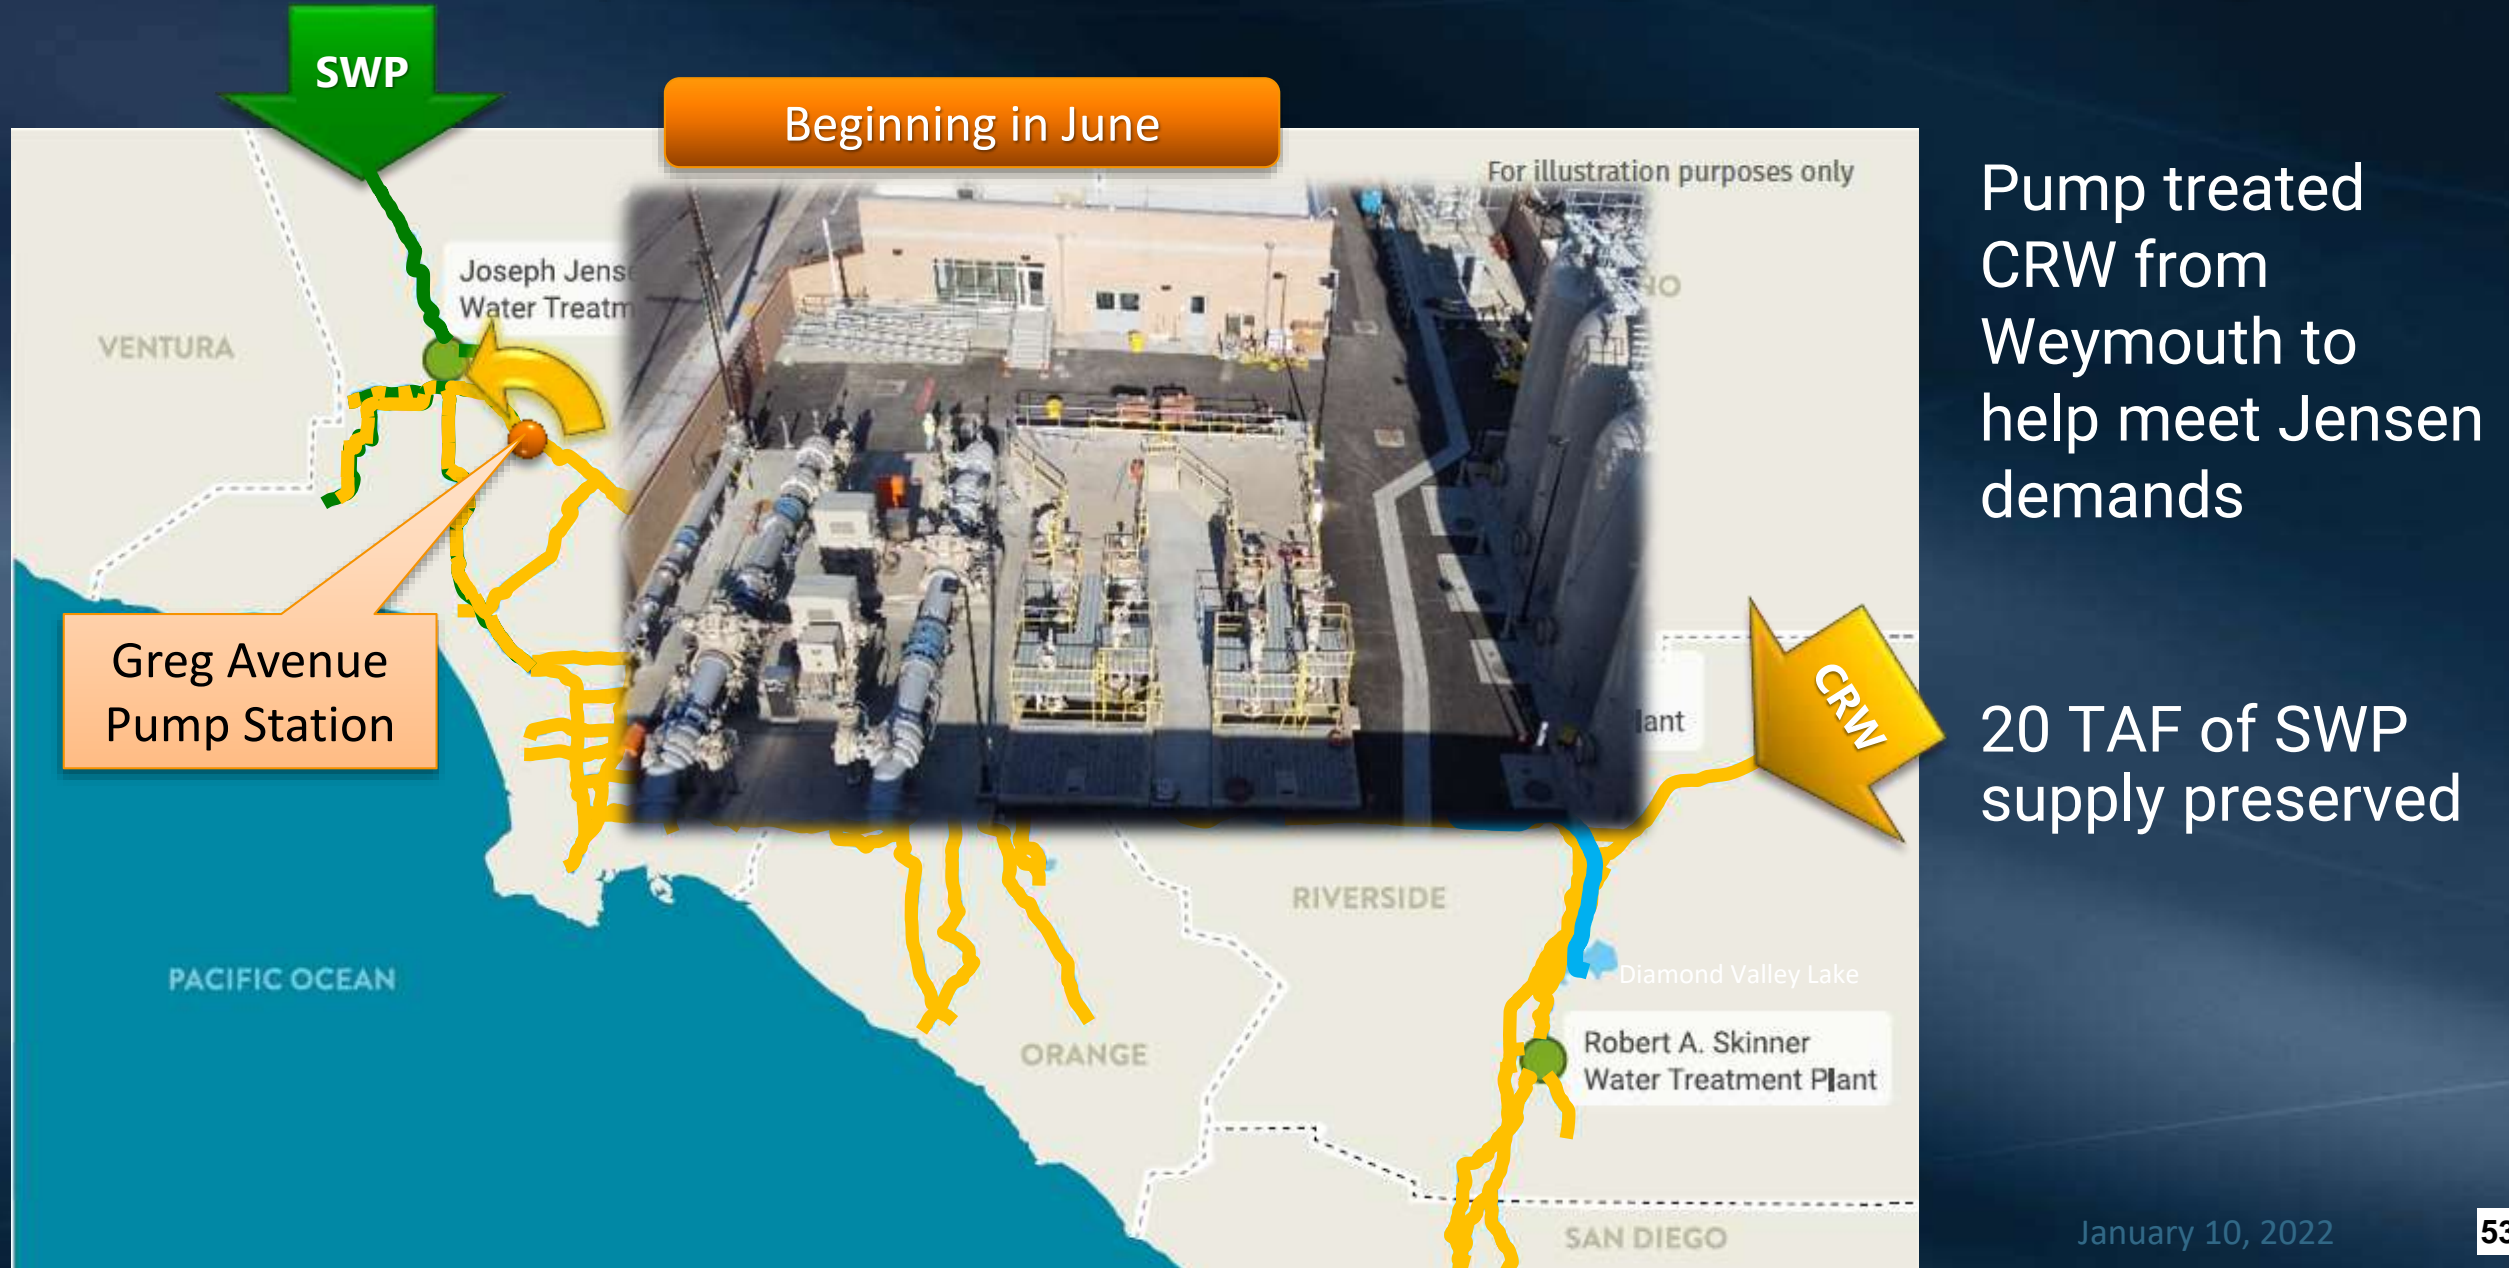 SWP
Beginning in June
For illustration purposes only
Pump treated
CRW from
Weymouth to
help meet Jensen
demands
Joseph Jense
Water Treatm
HO
VENTURA
Greg Avenue
Pump Station
CRW
lant
20 TAF of SWP
supply preserved
RIVERSIDE
PACIFIC OCEAN
Diamond Valley Lake
ORANGE
Robert A. Skinner
Water Treatment Plant
SAN DIEGO
January 10, 2022
53